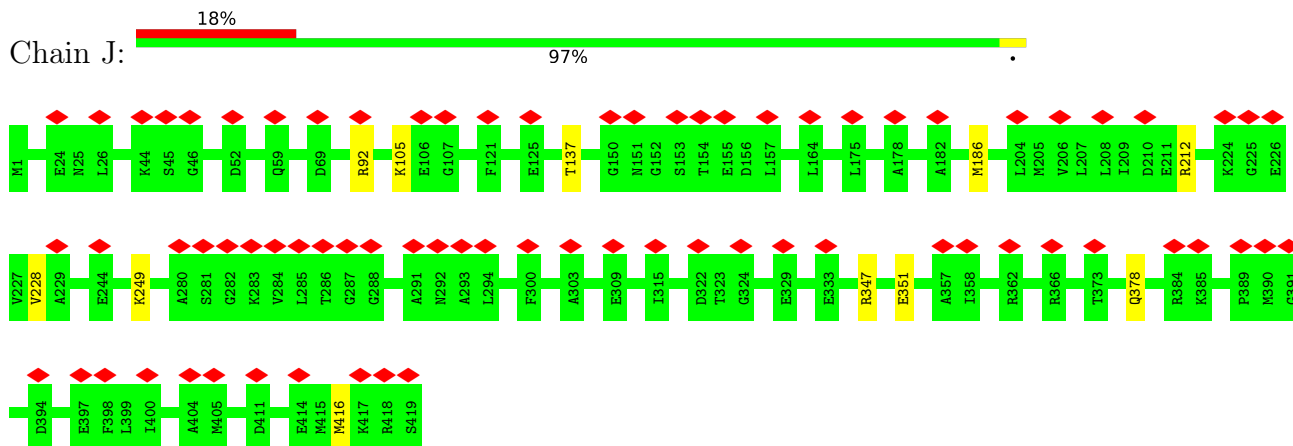 18%
Chain J:
97%
.
M1 E24 N25 L26 K44 S45 G46 D52 Q59 D69 R92 K105 E106 G107 F121 E125 T137 G150 N151 G152 S153 T154 E155 D156 L157 L164 L175 A178 A182 M186 L204 M205 V206 L207 L208 I209 D210 E211 R212 K224 G225 E226
V227 V228 A229 E244 K249 A280 S281 G282 K283 V284 L285 T286 G287 G288 A291 N292 A293 L294 F300 A303 E309 I315 D322 T323 G324 E329 E333 R347 E351 A357 I358 R362 R366 T373 Q378 R384 K385 P389 M390 G391
D394 E397 F398 L399 I400 A404 M405 D411 E414 M415 M416 K417 R418 S419